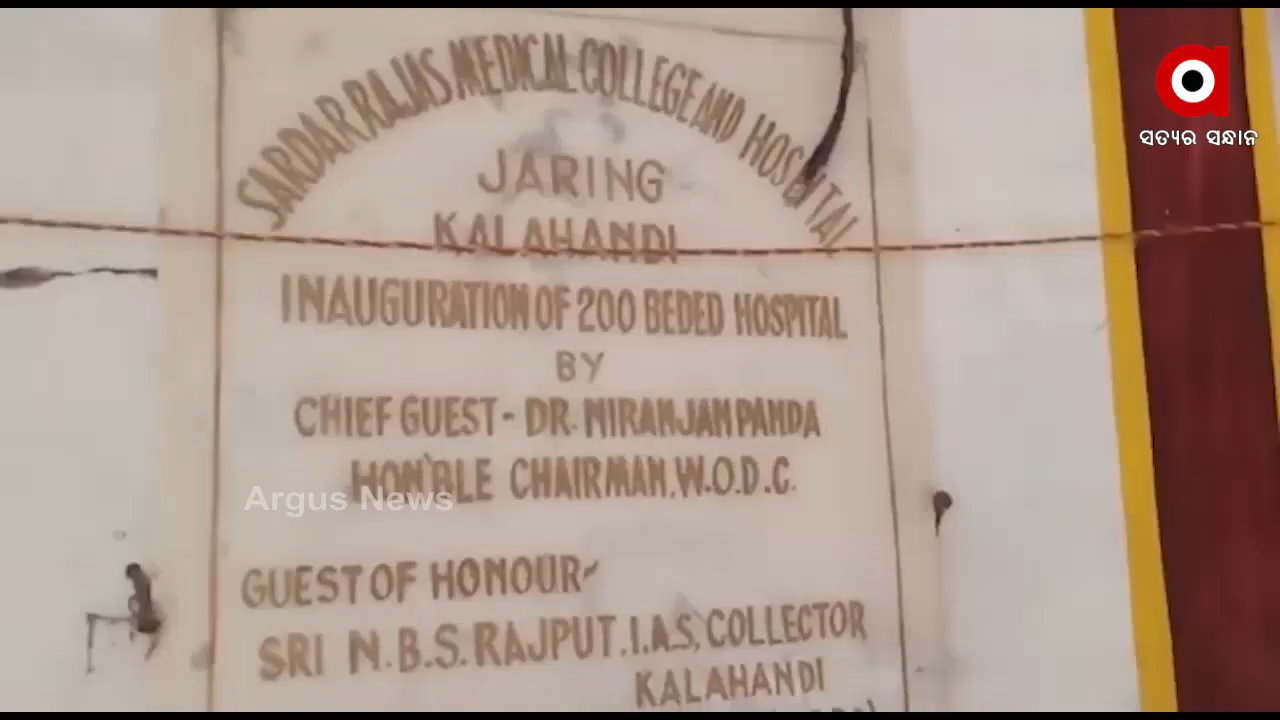 SARDAR RAJAS MEDICAL COLLEGE AND HOSPITAL
JARING
KALAHANDI
INAUGURATION OF 200 BEDED HOSPITAL
BY
CHIEF GUEST - DR. NIRANJAN PANDA
HON'BLE CHAIRMAN, W.O.D.C.
GUEST OF HONOUR-
SRI N.B.S. RAJPUT. I.A.S, COLLECTOR
KALAHANDI
Argus News
ସତ୍ୟର ସନ୍ଧାନ